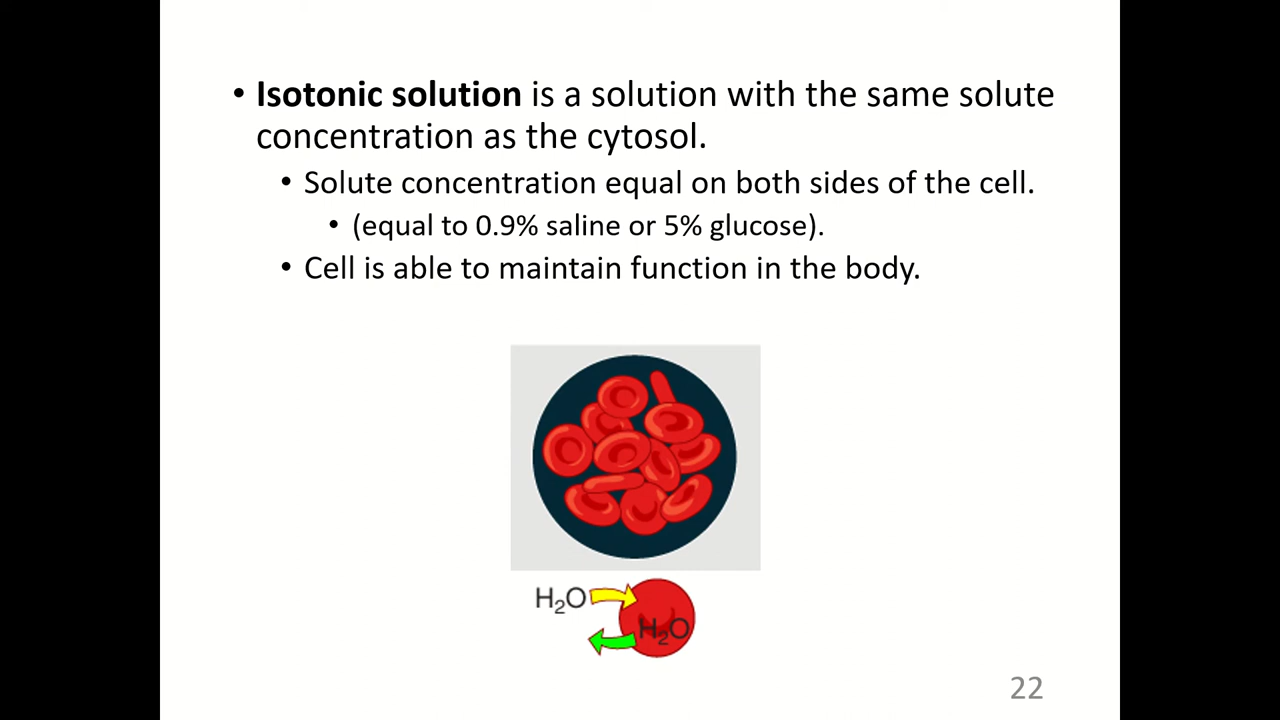 • Isotonic solution is a solution with the same solute
concentration as the cytosol.
• Solute concentration equal on both sides of the cell.
• (equal to 0.9% saline or 5% glucose).
• Cell is able to maintain function in the body.
H₂O
H₂O
22